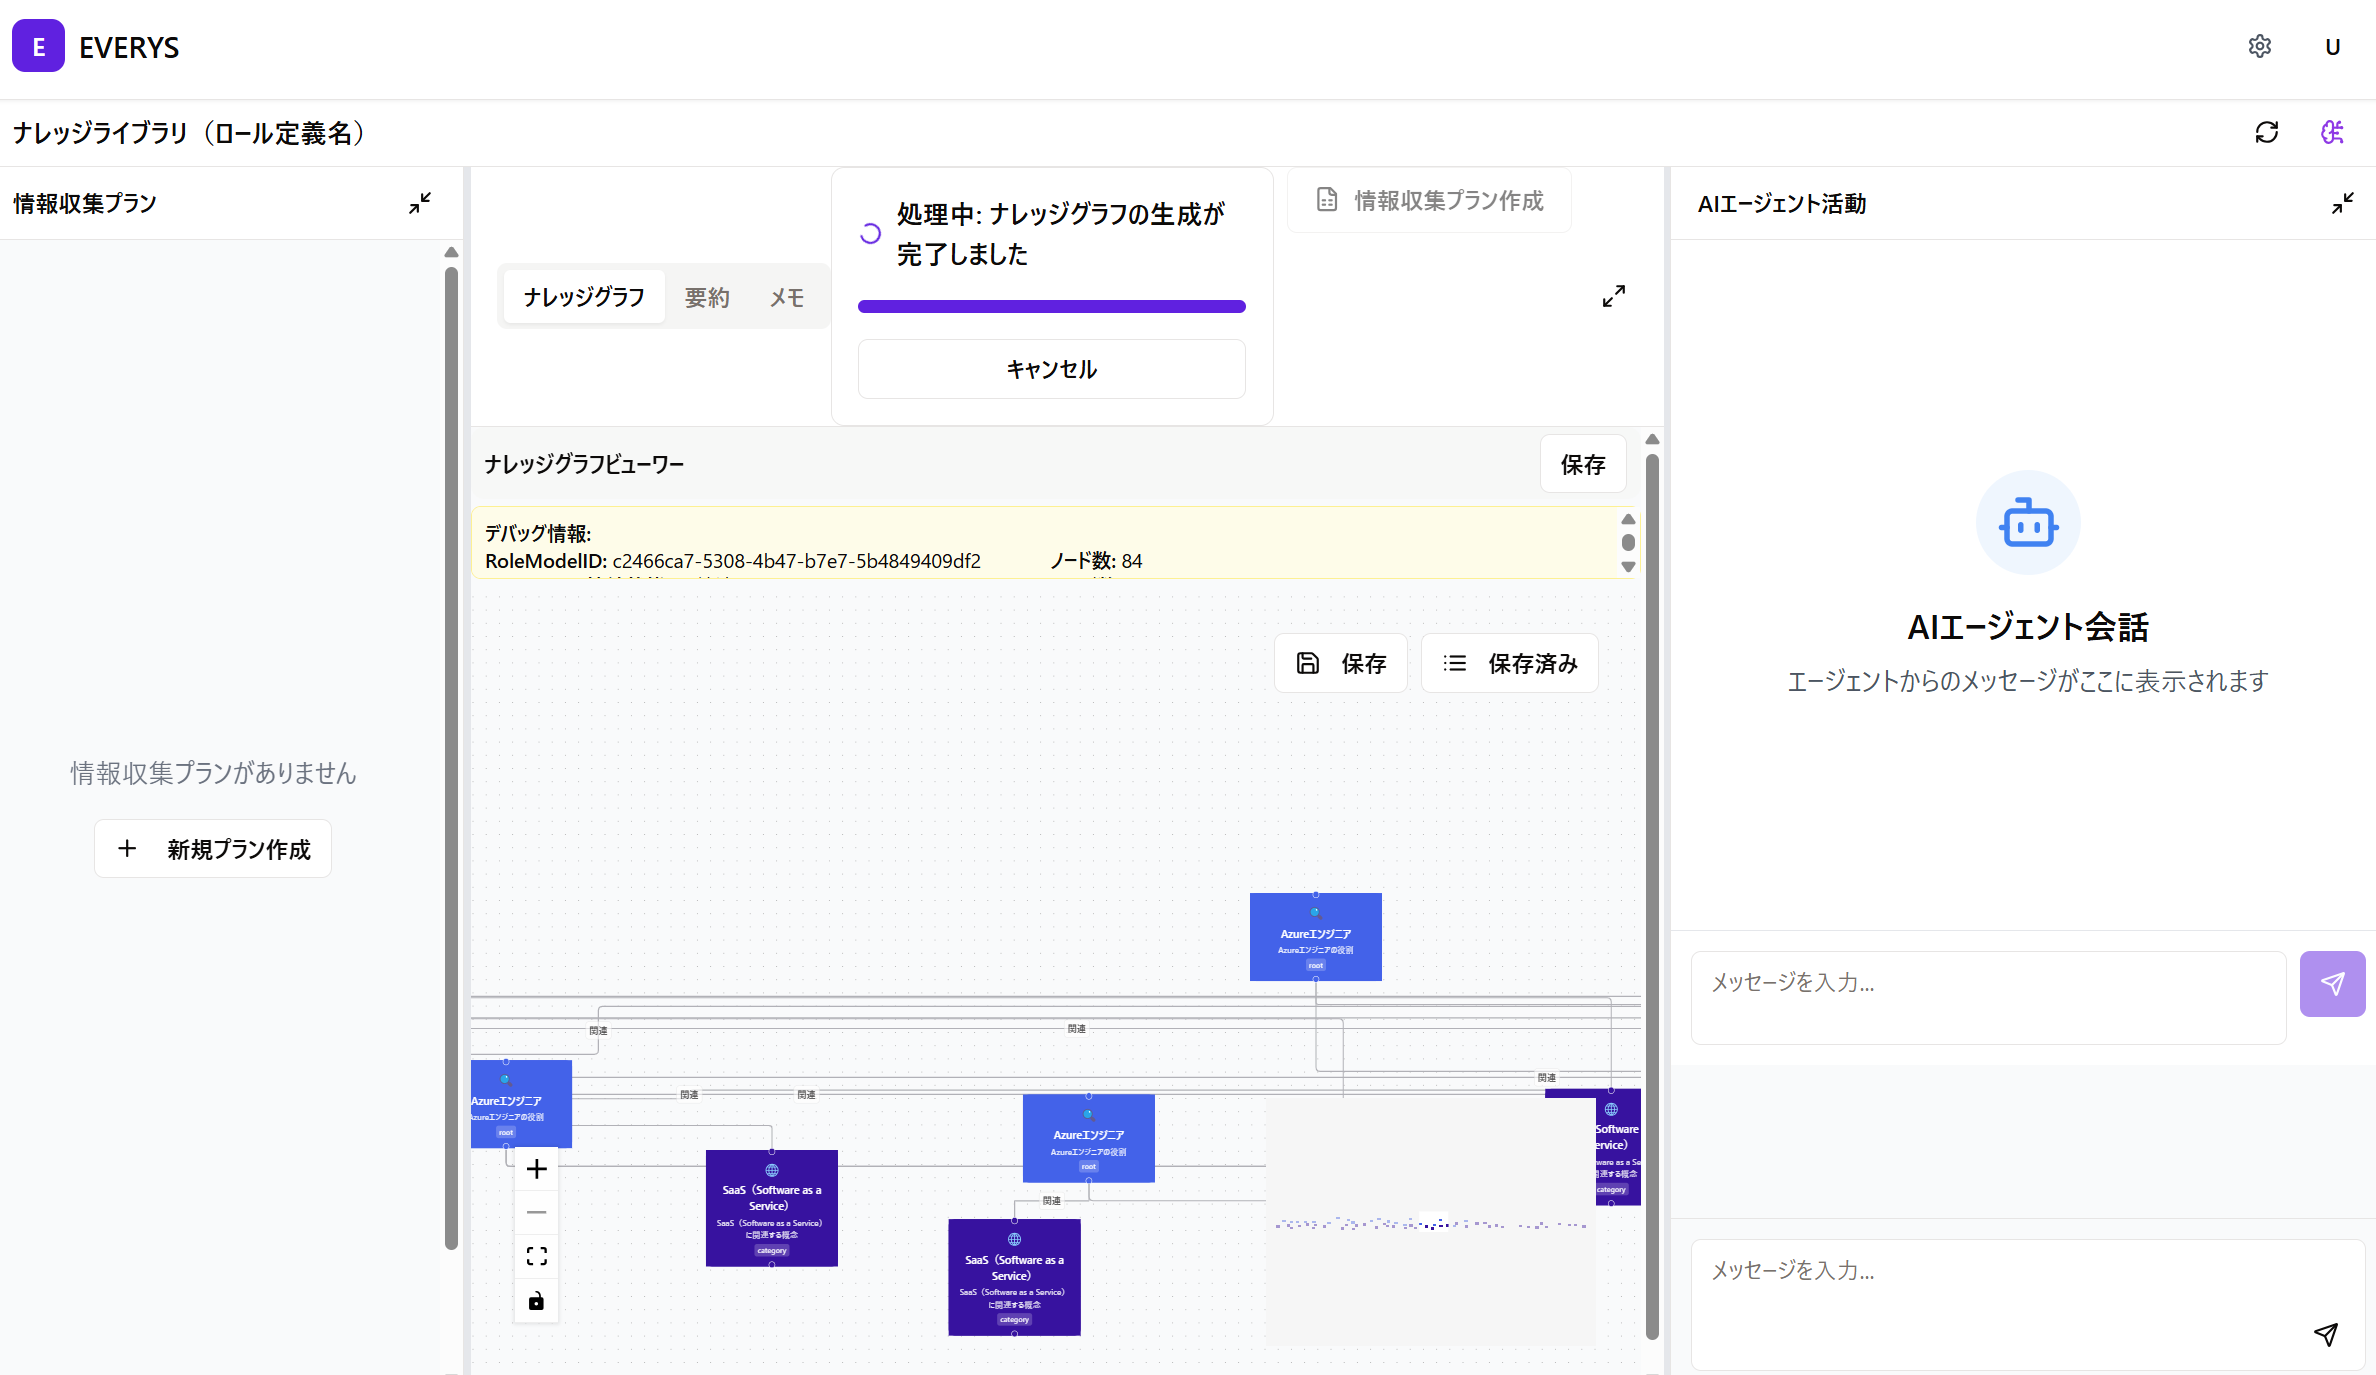 E EVERYS
U
ナレッジライブラリ（ロール定義名）
情報収集プラン
情報収集プランがありません
新規プラン作成
ナレッジグラフ 要約 メモ
処理中: ナレッジグラフの生成が
完了しました
キャンセル
情報収集プラン作成
ナレッジグラフビューワー
保存
デバッグ情報:
RoleModelID: c2466ca7-5308-4b47-b7e7-5b4849409df2 ノード数: 84
保存 保存済み
Azureエンジニア
Azureエンジニアの役割
root
関連
関連
関連
関連
関連
Azureエンジニア
Azureエンジニアの役割
root
SaaS（Software as a
Service）
SaaS（Software as a Service）
に関連する概念
category
Azureエンジニア
Azureエンジニアの役割
root
関連
SaaS（Software as a
Service）
SaaS（Software as a Service）
に関連する概念
category
Software
ervice）
ware as a Se
関連する概念
category
AIエージェント活動
AIエージェント会話
エージェントからのメッセージがここに表示されます
メッセージを入力...
メッセージを入力...